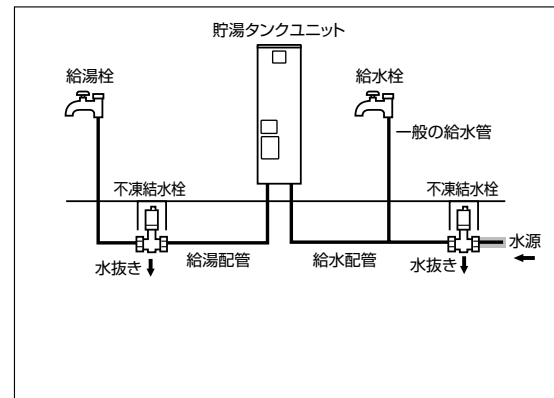 貯湯タンクユニット
給湯栓
給水栓
一般の給水管
不凍結水栓
不凍結水栓
水抜き
給湯配管
給水配管
水抜き
水源